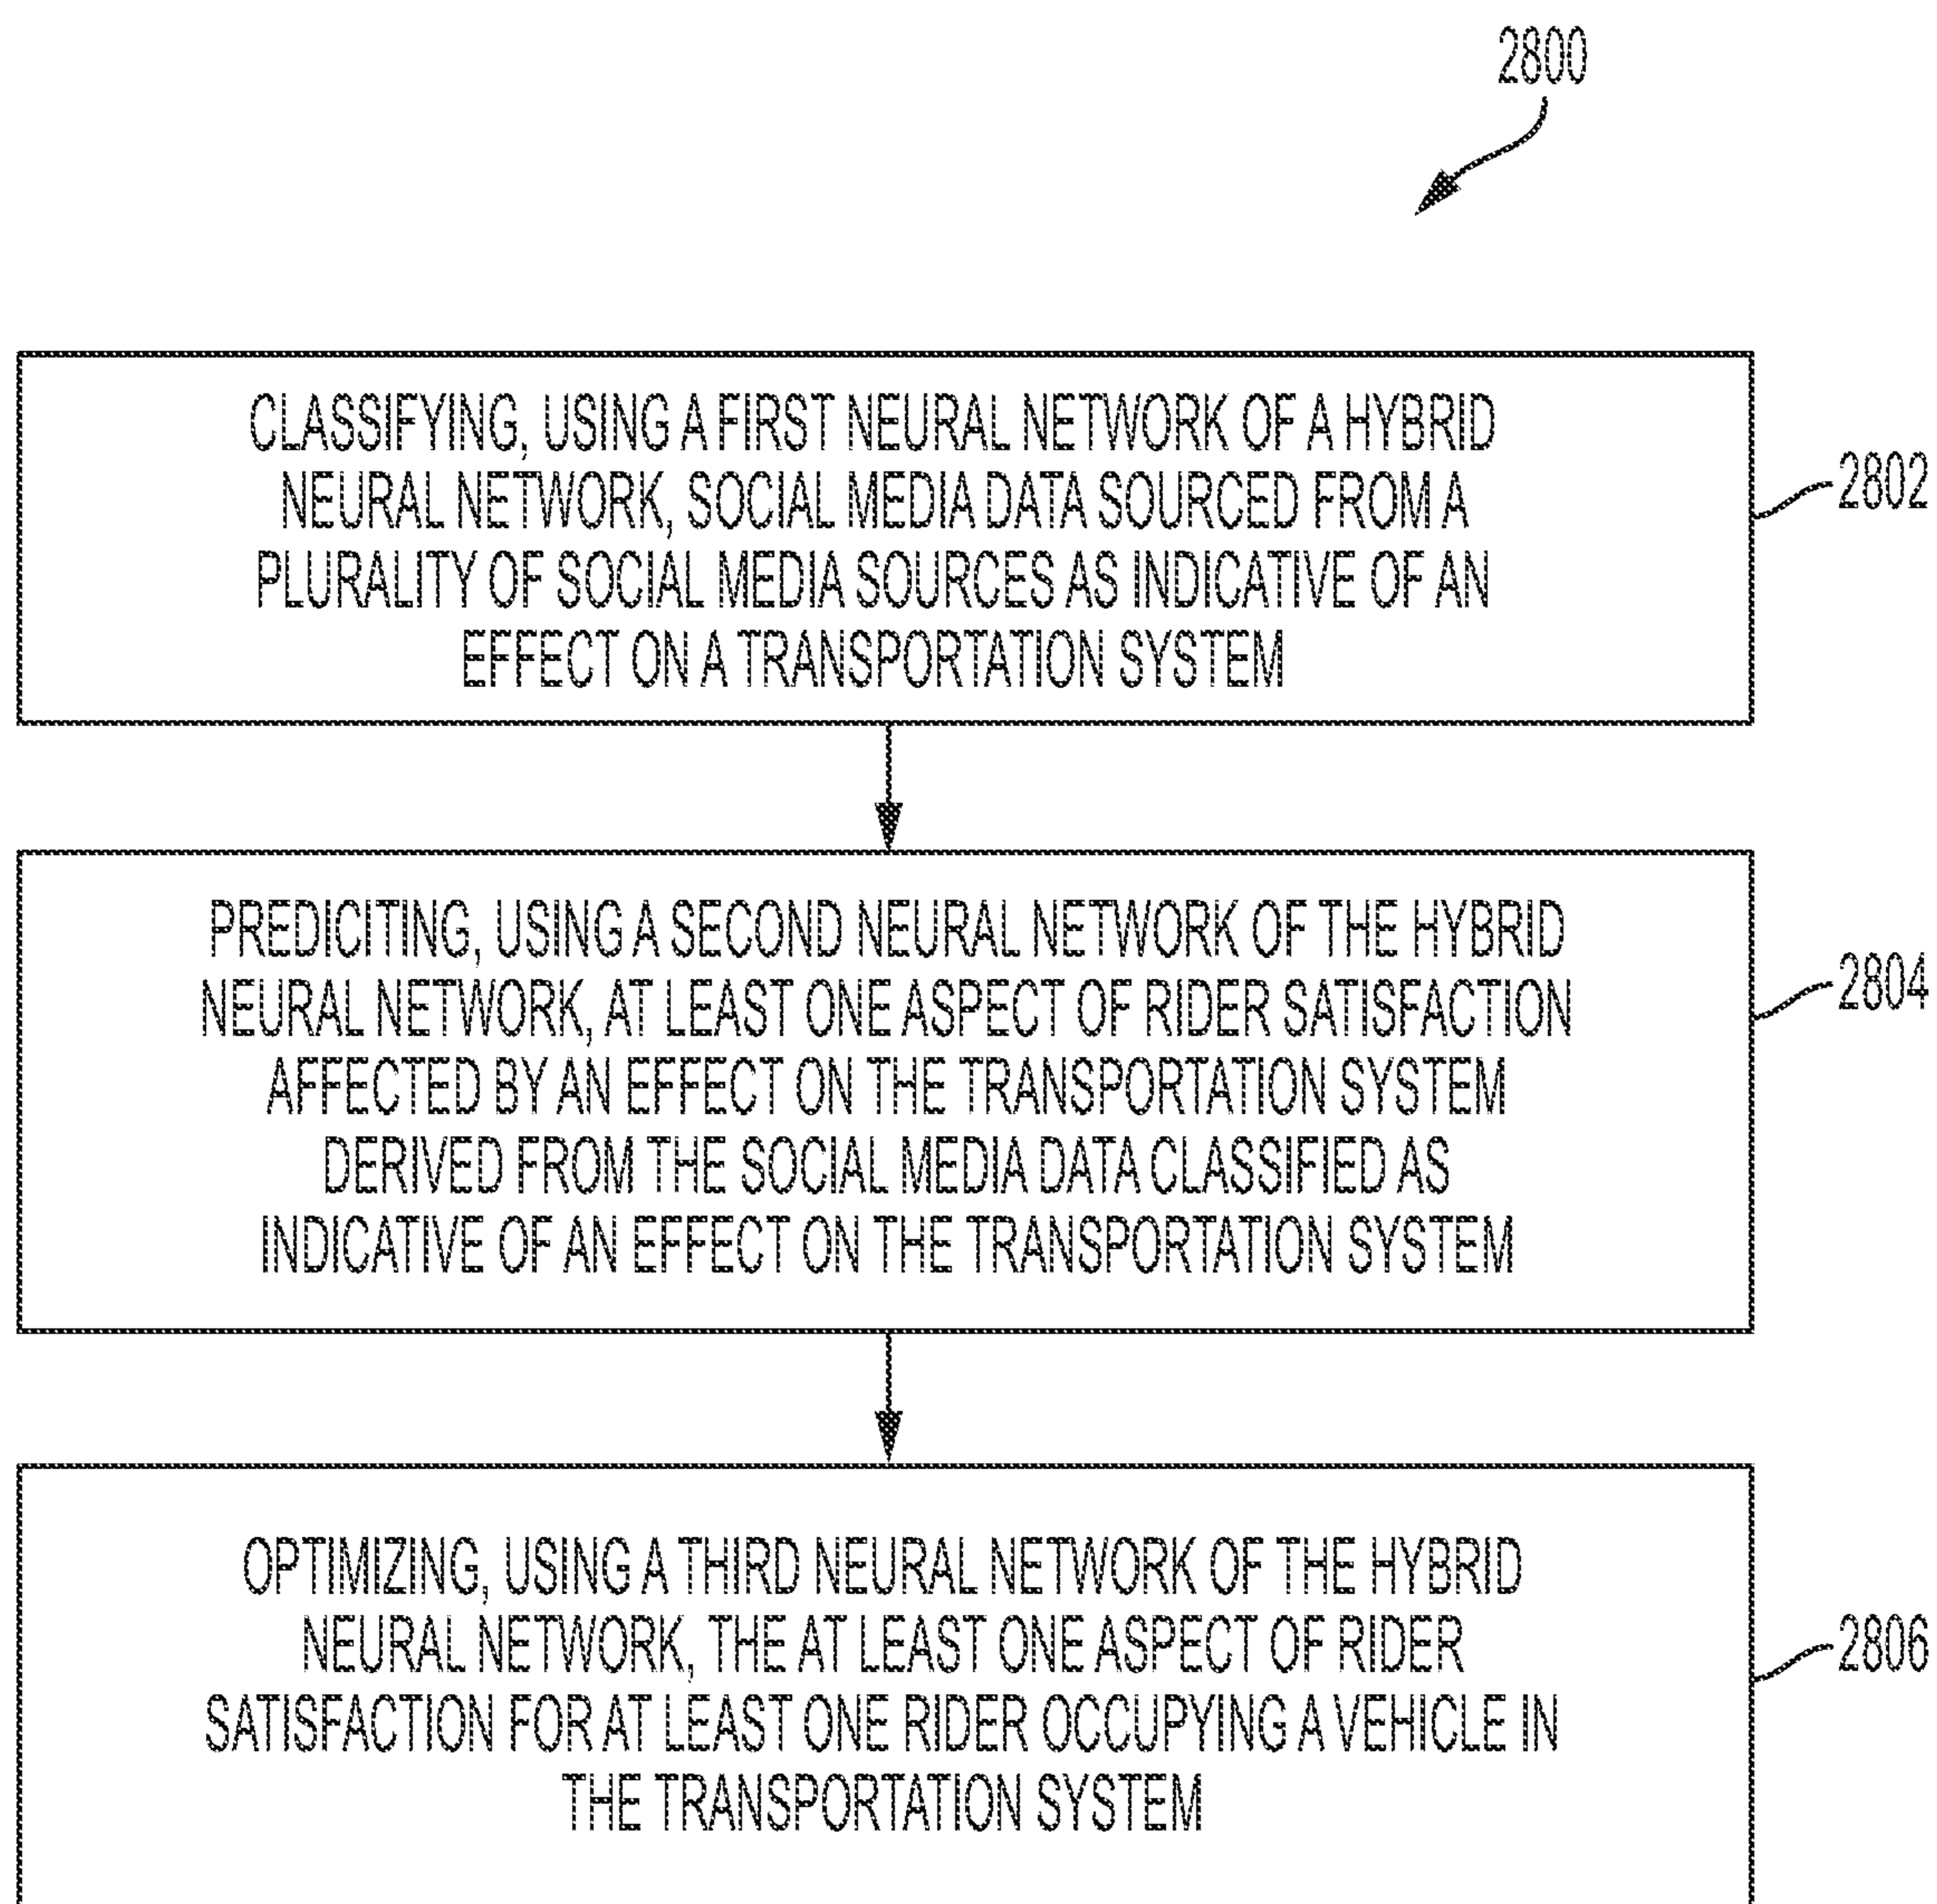 2800
CLASSIFYING, USING A FIRST NEURAL NETWORK OF A HYBRID
NEURAL NETWORK, SOCIAL MEDIA DATA SOURCED FROM A
PLURALITY OF SOCIAL MEDIA SOURCES AS INDICATIVE OF AN
EFFECT ON A TRANSPORTATION SYSTEM
2802
PREDICITING, USING A SECOND NEURAL NETWORK OF THE HYBRID
NEURAL NETWORK, AT LEAST ONE ASPECT OF RIDER SATISFACTION
AFFECTED BY AN EFFECT ON THE TRANSPORTATION SYSTEM
DERIVED FROM THE SOCIAL MEDIA DATA CLASSIFIED AS
INDICATIVE OF AN EFFECT ON THE TRANSPORTATION SYSTEM
2804
OPTIMIZING, USING A THIRD NEURAL NETWORK OF THE HYBRID
NEURAL NETWORK, THE AT LEAST ONE ASPECT OF RIDER
SATISFACTION FOR AT LEAST ONE RIDER OCCUPYING A VEHICLE IN
THE TRANSPORTATION SYSTEM
2806